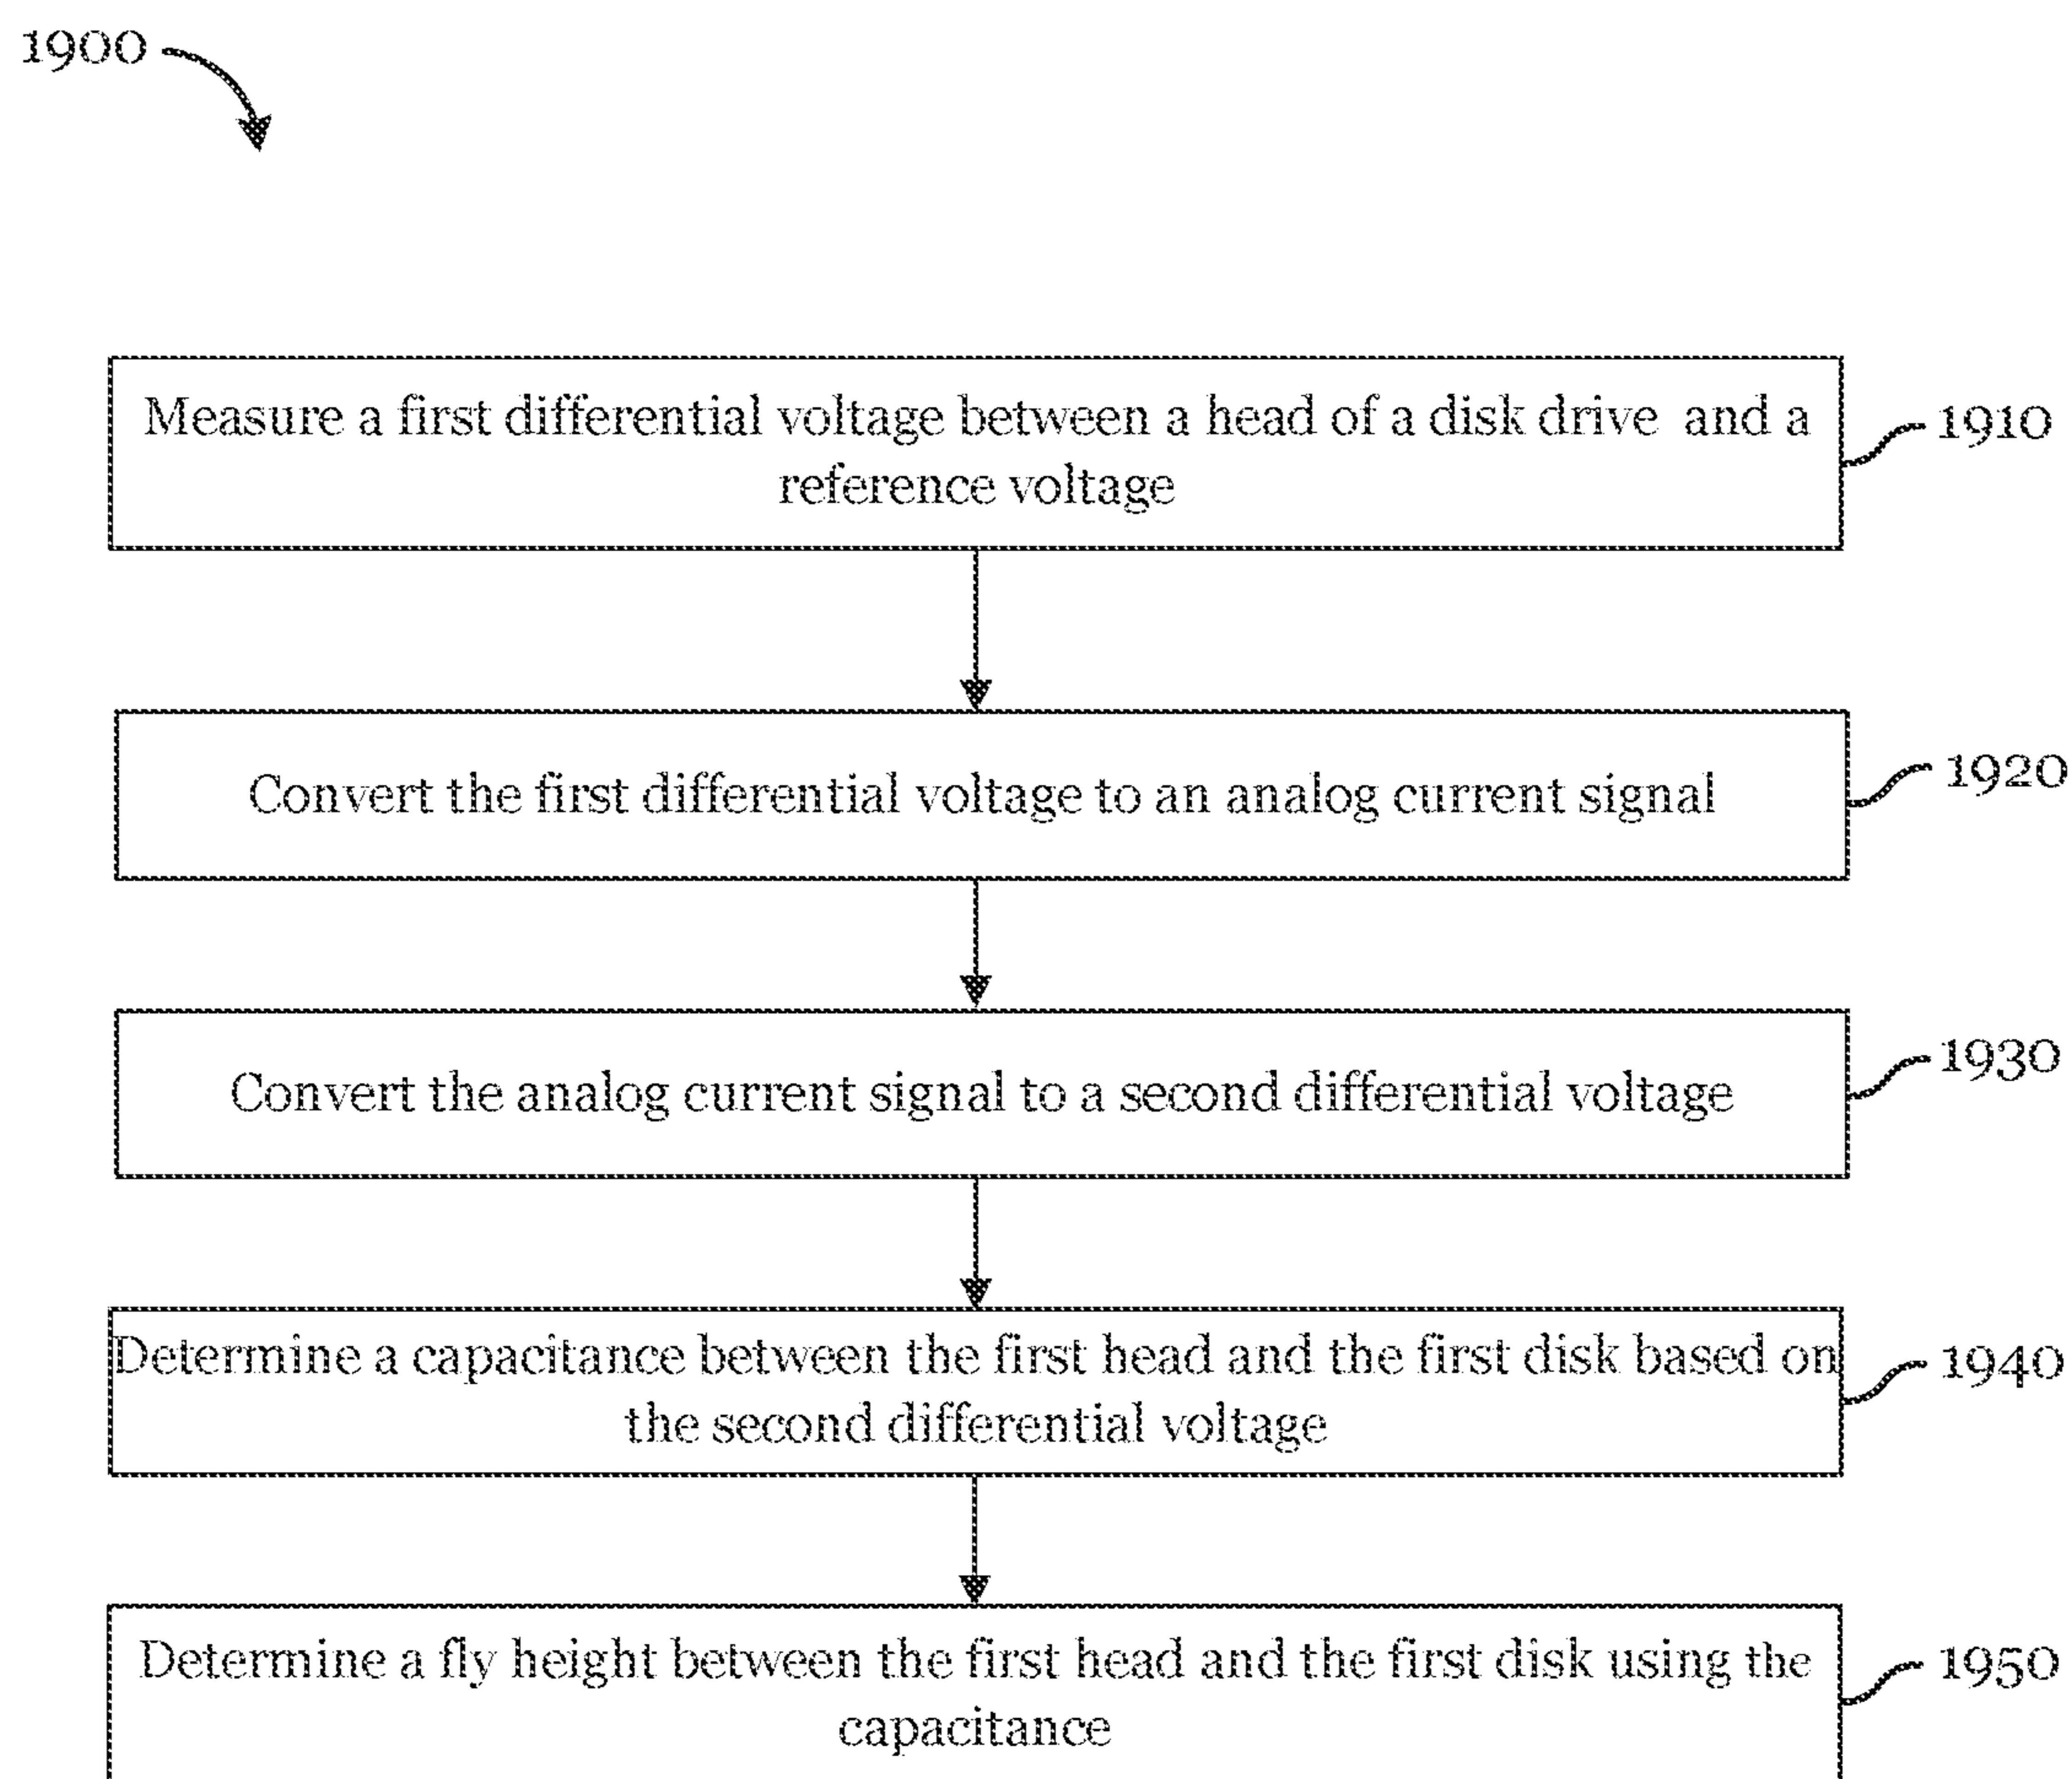 1900
Measure a first differential voltage between a head of a disk drive and a
reference voltage
1910
Convert the first differential voltage to an analog current signal
1920
Convert the analog current signal to a second differential voltage
1930
Determine a capacitance between the first head and the first disk based on
the second differential voltage
1940
Determine a fly height between the first head and the first disk using the
capacitance
1950